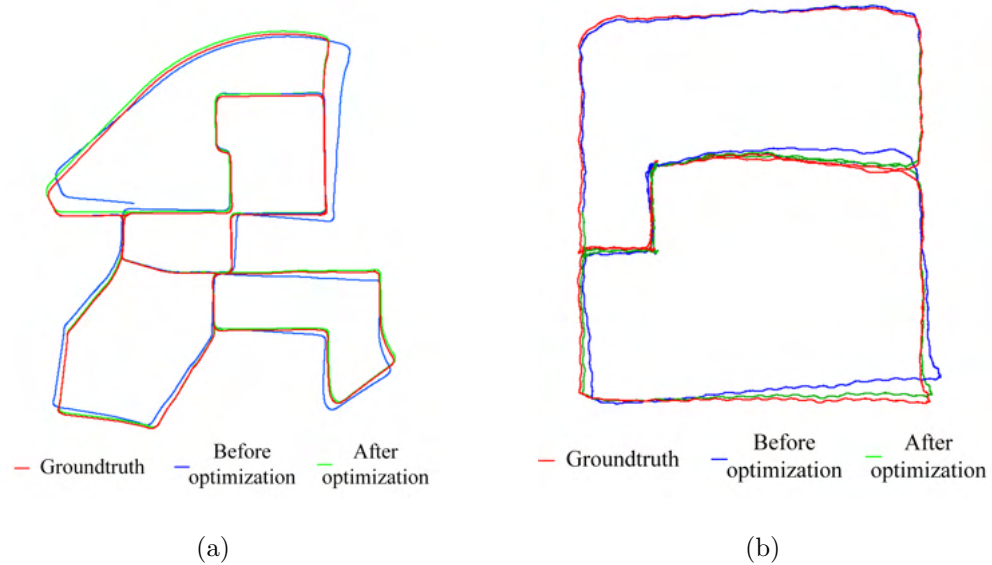 Groundtruth
Before
optimization
After
optimization
Groundtruth
Before
optimization
After
optimization
(a)
(b)